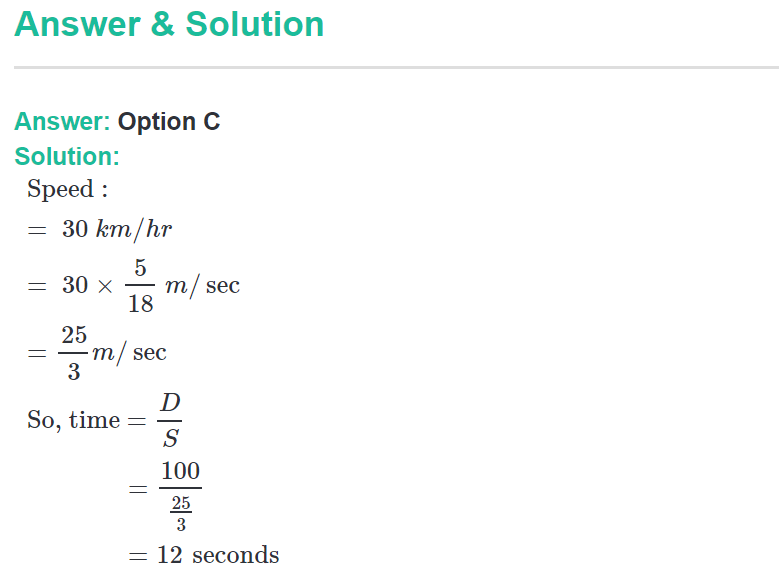 Answer & Solution
Answer: Option C
Solution:
Speed :
= 30 km/hr
= 30 × 5/18 m/sec
= 25/3 m/sec
So, time = D/S
= 100/(25/3)
= 12 seconds